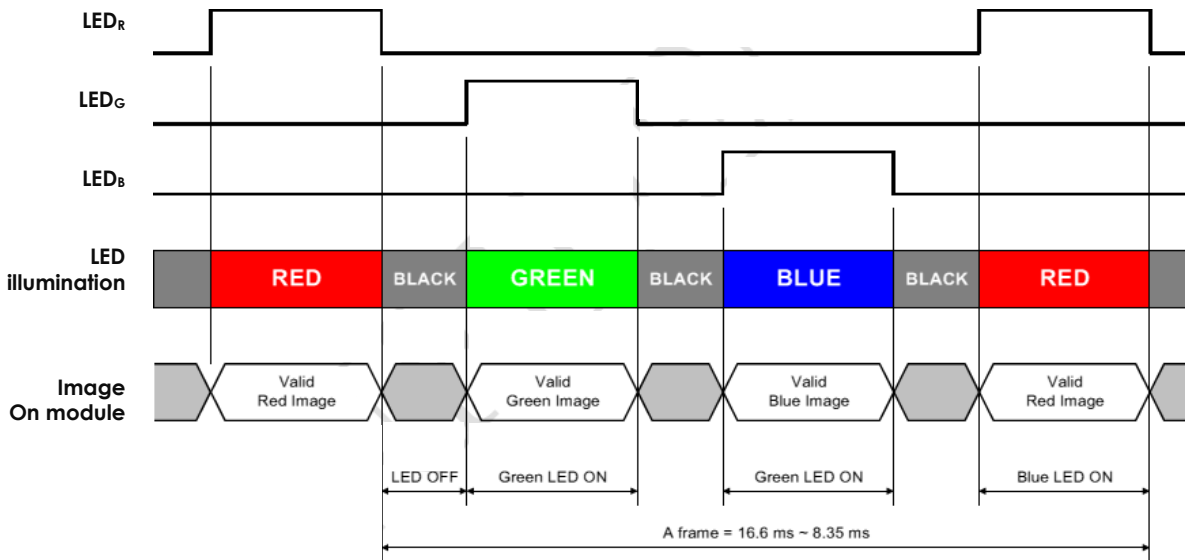 LEDR
LEDG
LEDB
LED
illumination
RED BLACK GREEN BLACK BLUE BLACK RED
Image
On module
Valid
Red Image
Valid
Green Image
Valid
Blue Image
Valid
Red Image
LED OFF Green LED ON Green LED ON Blue LED ON
A frame = 16.6 ms ~ 8.35 ms